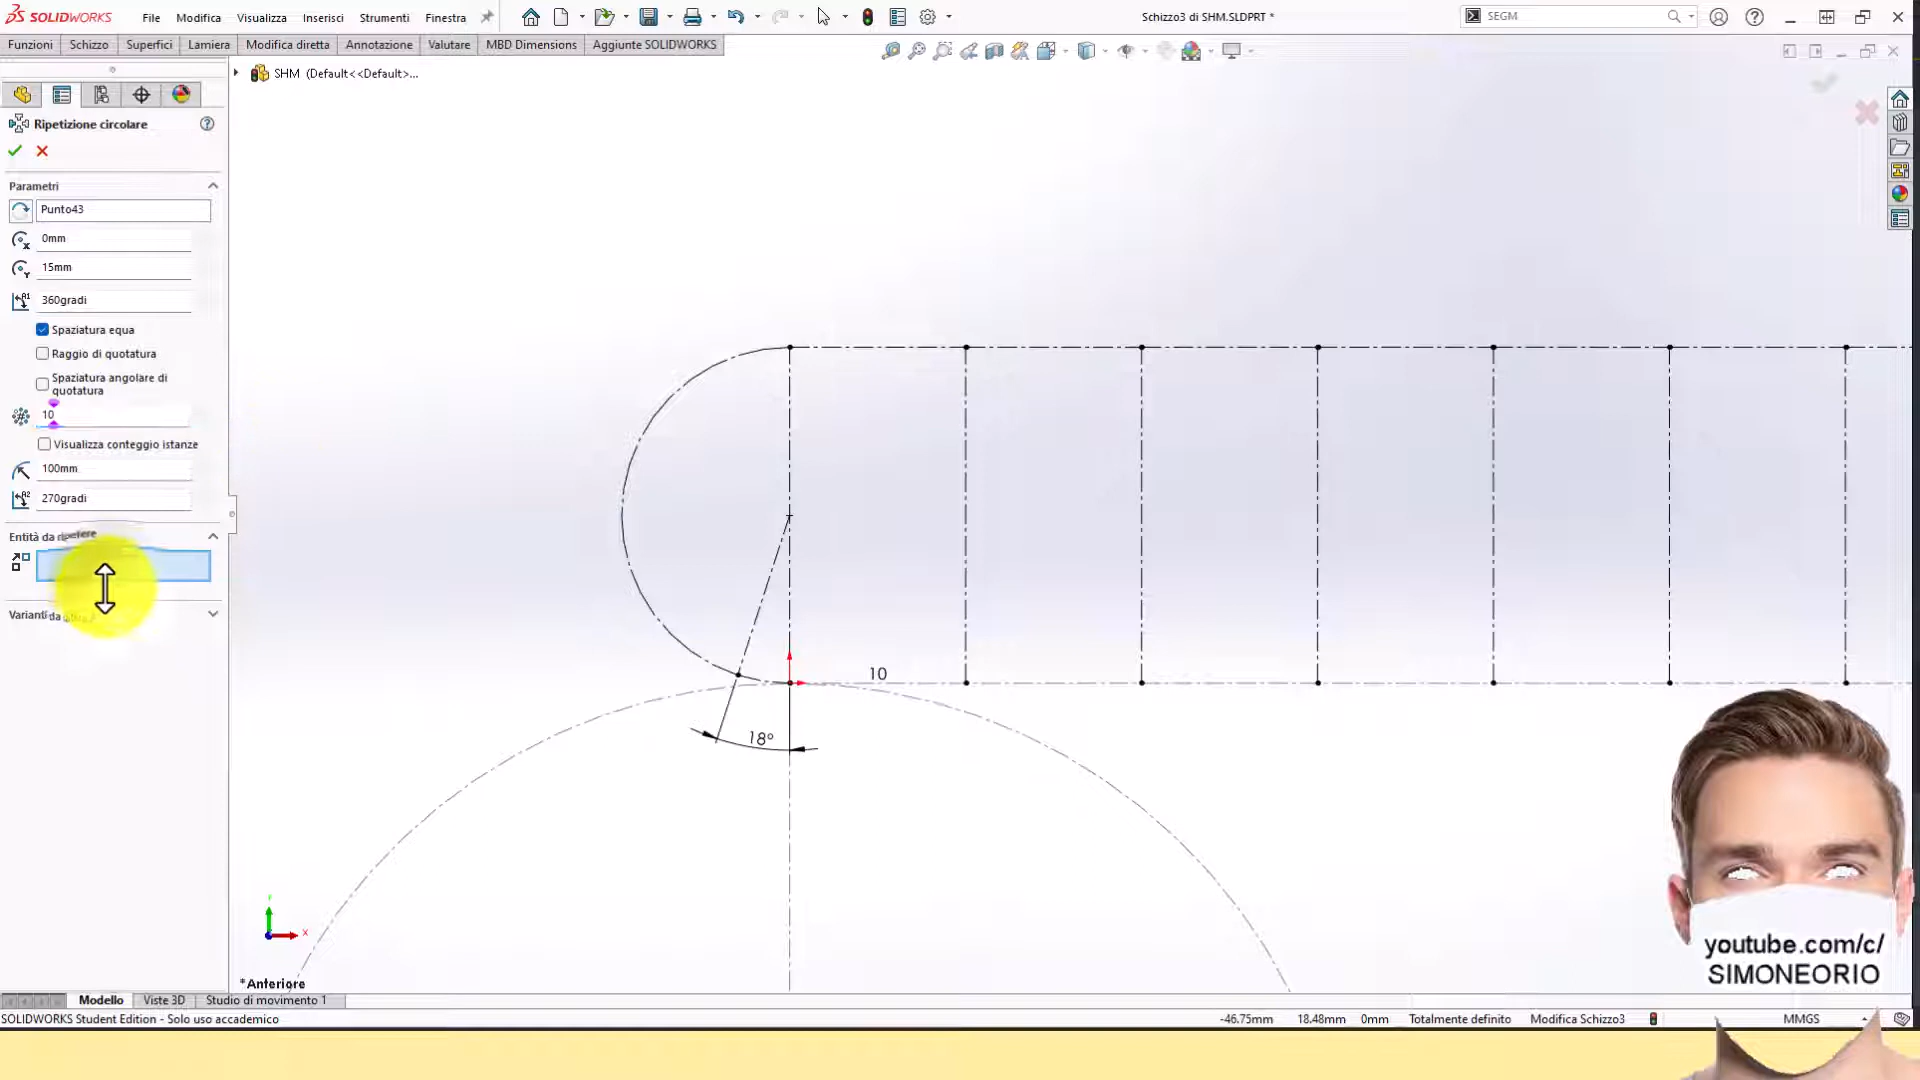 SOLIDWORKS File Modifica Visualizza Inserisci Strumenti Finestra Schizzo3 di SHM.SLDPRT * SEGM
Funzioni Schizzo Superfici Lamiera Modifica diretta Annotazione Valutare MBD Dimensions Aggiunte SOLIDWORKS
SHM (Default<<Default>...
Ripetizione circolare
Parametri
Punto43
0mm
15mm
360gradi
Spaziatura equa
Raggio di quotatura
Spaziatura angolare di
quotatura
10
Visualizza conteggio istanze
100mm
270gradi
Entità da ripetere
Varianti da
10
18°
x
*Anteriore
Modello Viste 3D Studio di movimento 1
SOLIDWORKS Student Edition - Solo uso accademico -46.75mm 18.48mm 0mm Totalmente definito Modifica Schizzo3 MMGS
youtube.com/c/
SIMONEORIO